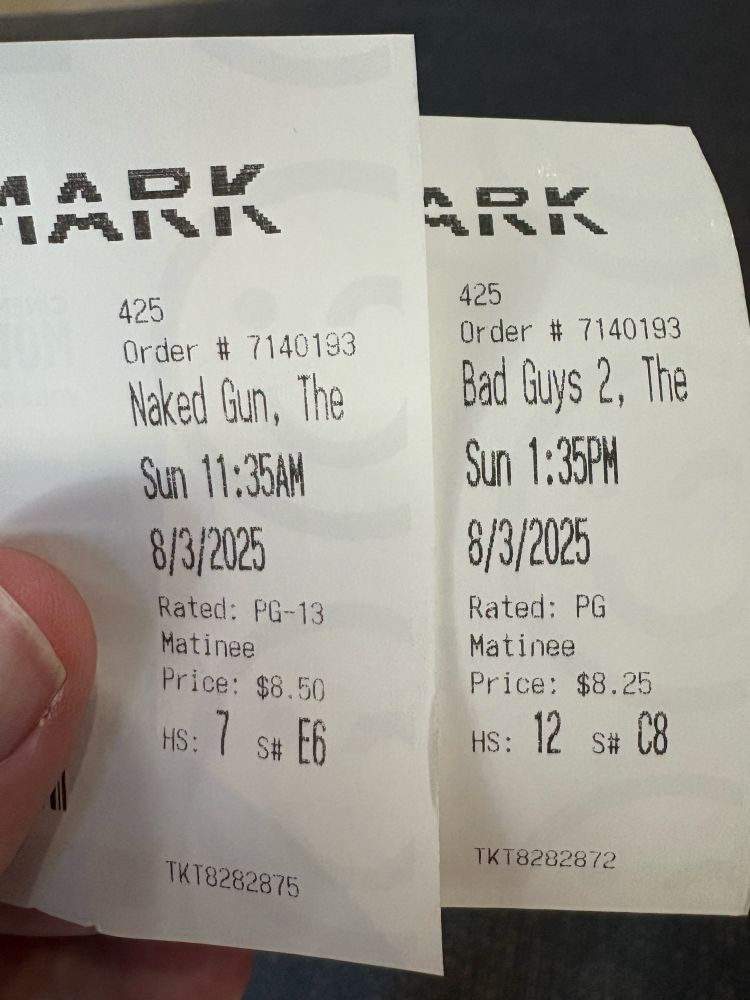 MARK
425
Order # 7140193
Naked Gun, The
Sun 11:35AM
8/3/2025
Rated: PG-13
Matinee
Price: $8.50
HS: 7 S# E6
TKT8282875
ARK
425
Order # 7140193
Bad Guys 2, The
Sun 1:35PM
8/3/2025
Rated: PG
Matinee
Price: $8.25
HS: 12 S# C8
TKT8282872